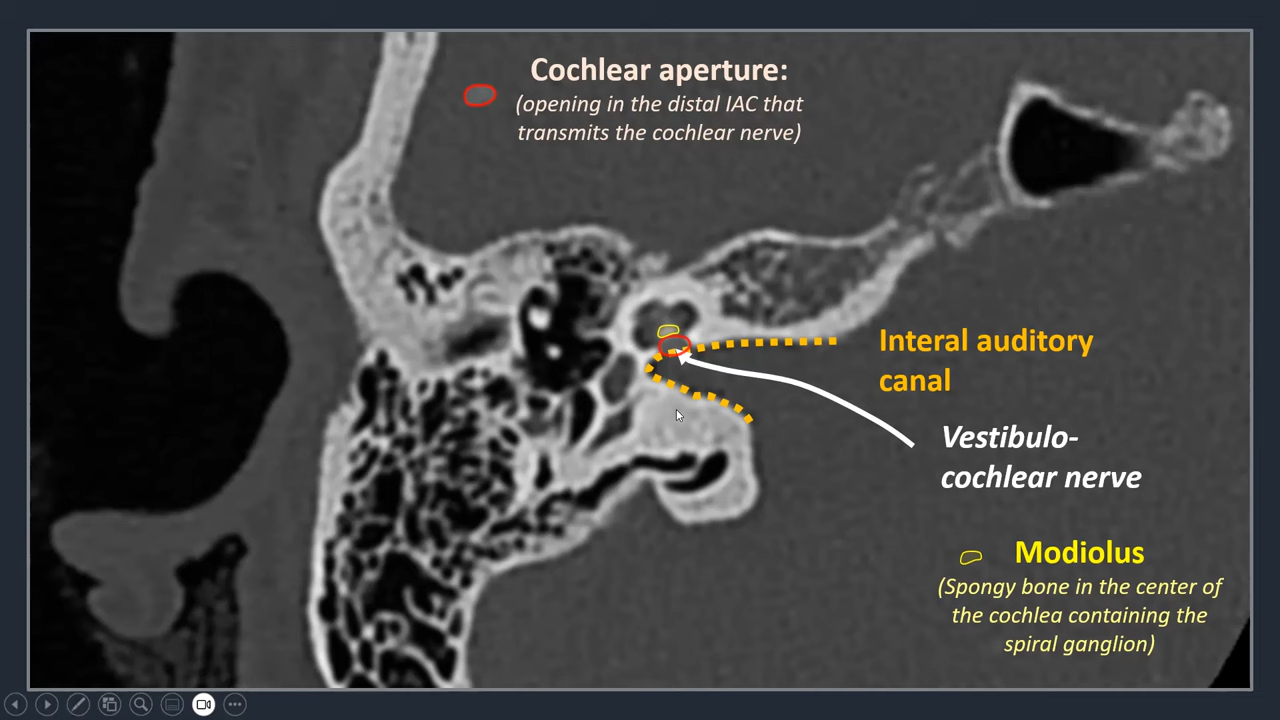 Cochlear aperture:
(opening in the distal IAC that
transmits the cochlear nerve)
Interal auditory
canal
Vestibulo-
cochlear nerve
Modiolus
(Spongy bone in the center of
the cochlea containing the
spiral ganglion)